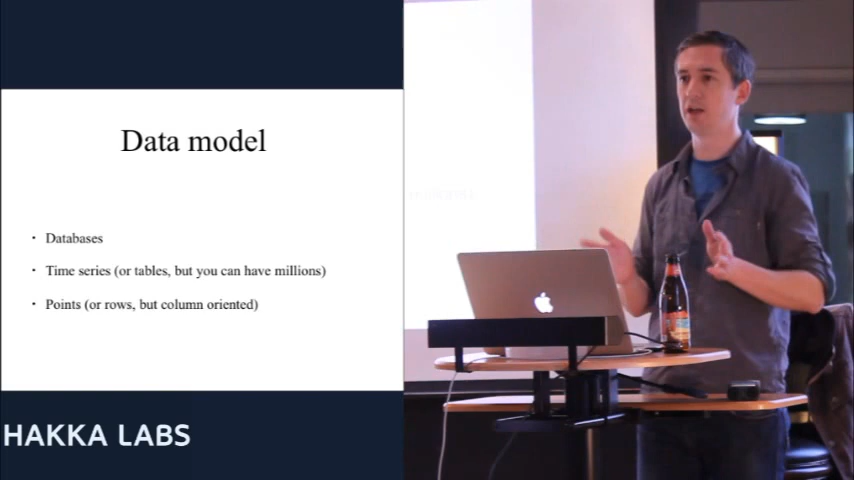 Data model
· Databases
· Time series (or tables, but you can have millions)
· Points (or rows, but column oriented)
HAKKA LABS